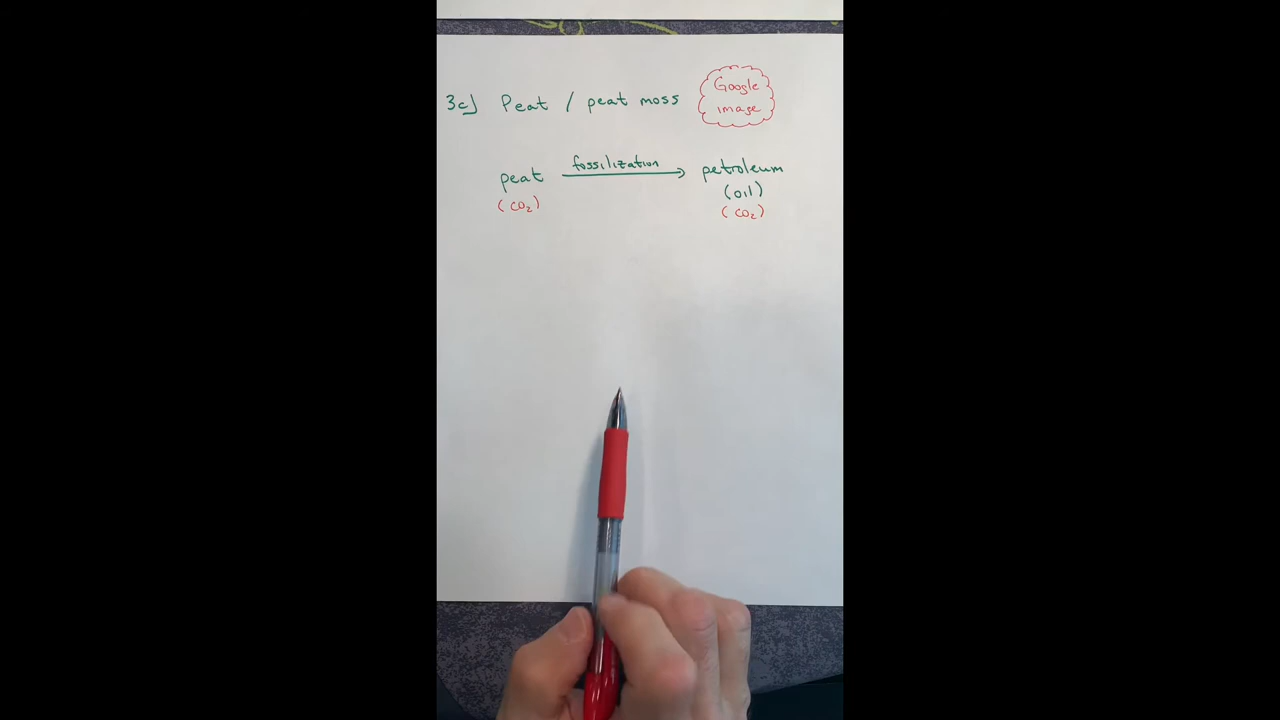 3c) Peat / peat moss
Google
image
peat fossilization petroleum
(oil)
(CO₂) (CO₂)